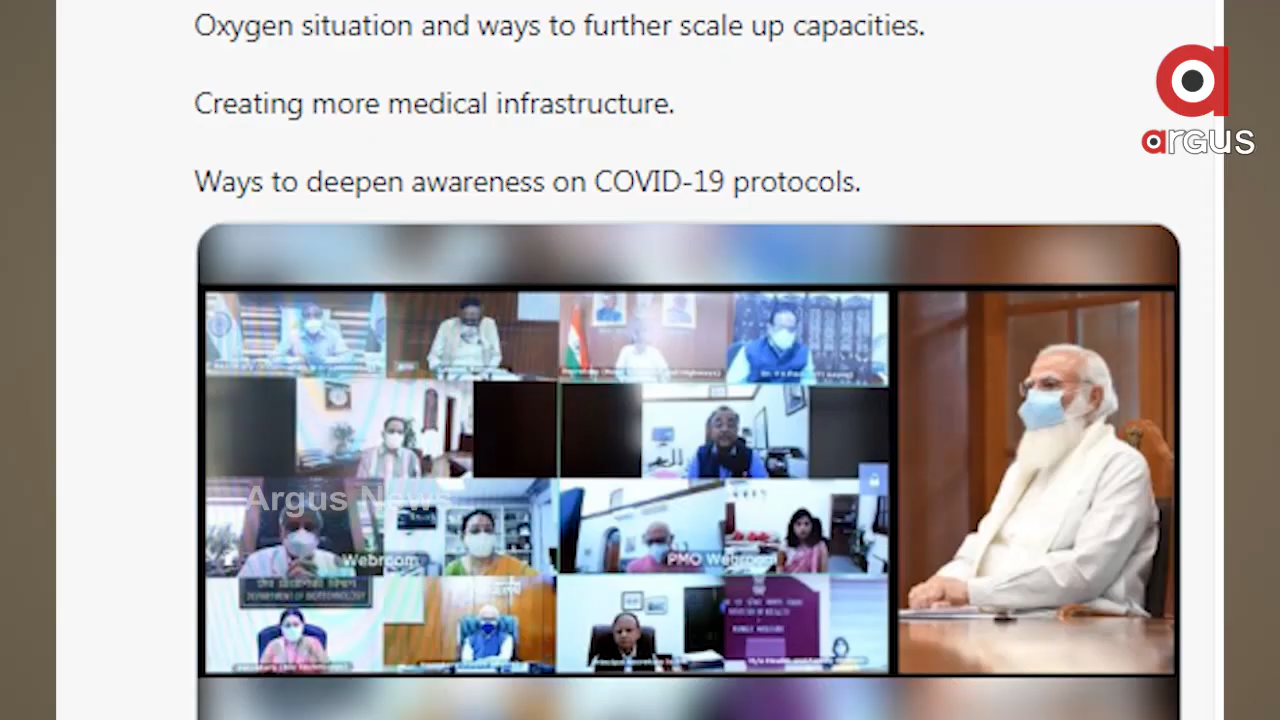 Oxygen situation and ways to further scale up capacities.
Creating more medical infrastructure.
Ways to deepen awareness on COVID-19 protocols.
argus
Argus News
Webroom
PMO Webroom
DEPARTMENT OF BIOTECHNOLOGY